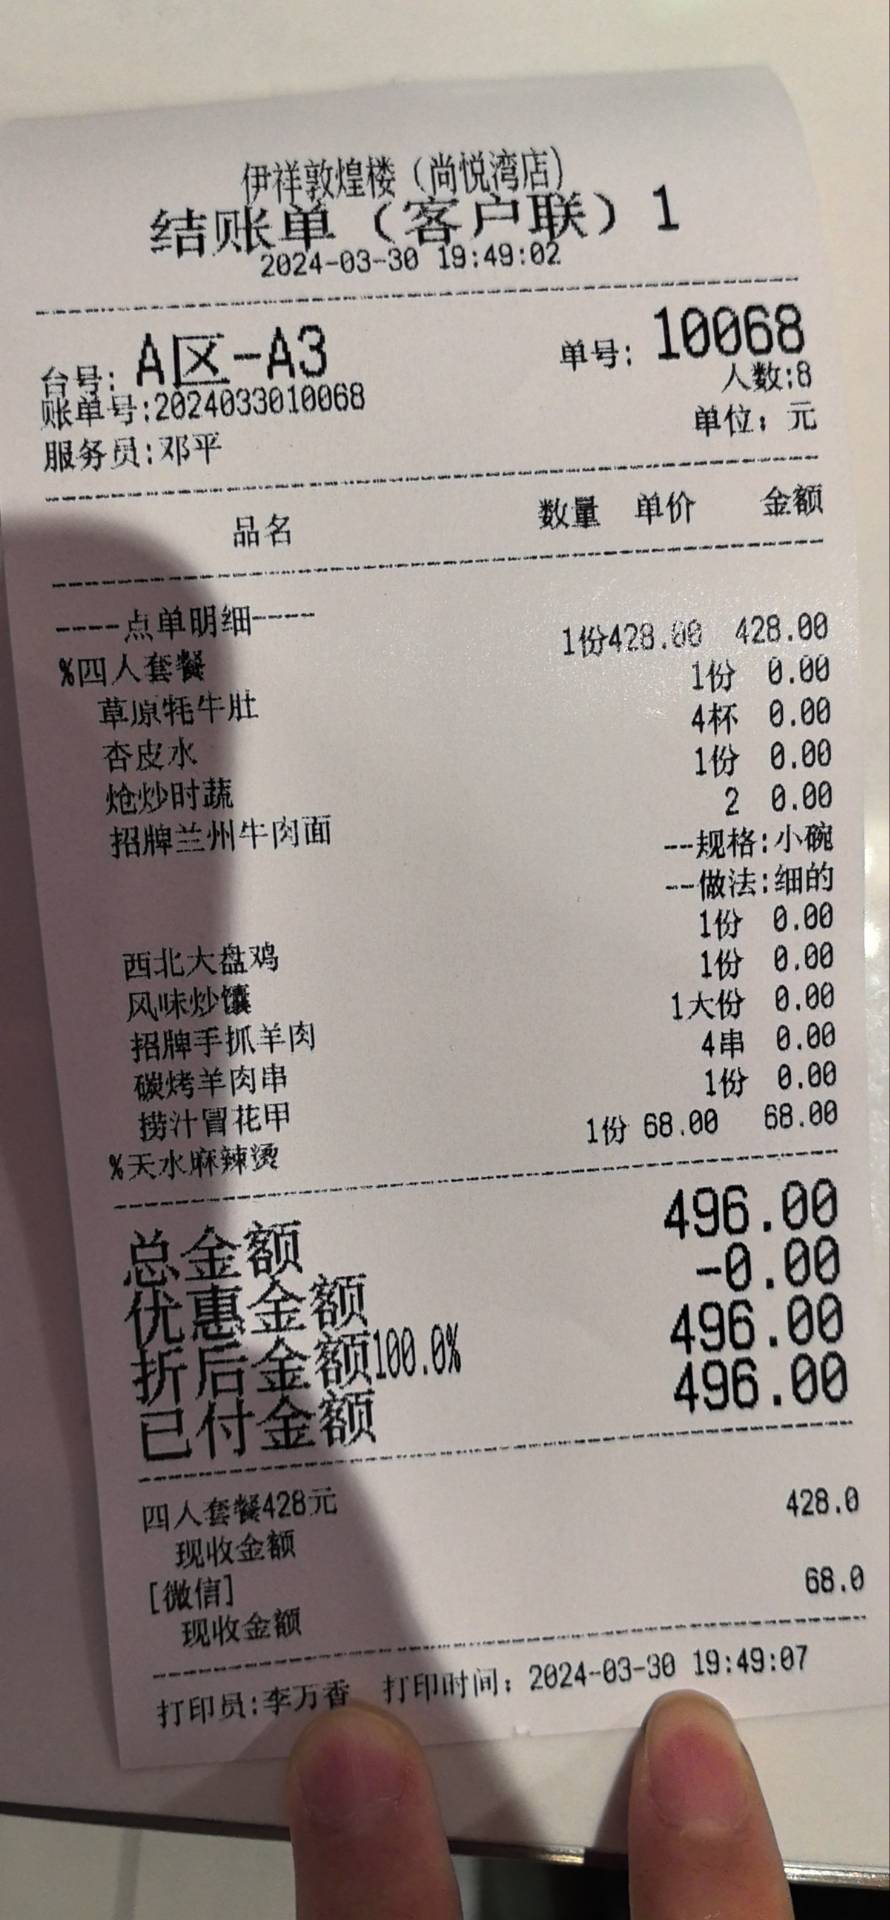 伊祥敦煌楼（尚悦湾店）
结账单（客户联）1
2024-03-30 19:49:02
台号: A区-A3 单号: 10068
人数:8
账单号:2024033010068
单位：元
服务员:邓平
品名 数量 单价 金额
----点单明细----
%四人套餐 1份428.00 428.00
草原牦牛肚 1份 0.00
杏皮水 4杯 0.00
炝炒时蔬 1份 0.00
招牌兰州牛肉面 2 0.00
--规格:小碗
--做法:细的
西北大盘鸡 1份 0.00
风味炒馕 1份 0.00
招牌手抓羊肉 1大份 0.00
碳烤羊肉串 4串 0.00
捞汁冒花甲 1份 0.00
%天水麻辣烫 1份 68.00 68.00
总金额 496.00
优惠金额 -0.00
折后金额100.0% 496.00
已付金额 496.00
四人套餐428元
现收金额 428.0
[微信]
现收金额 68.0
打印员:李万香 打印时间：2024-03-30 19:49:07